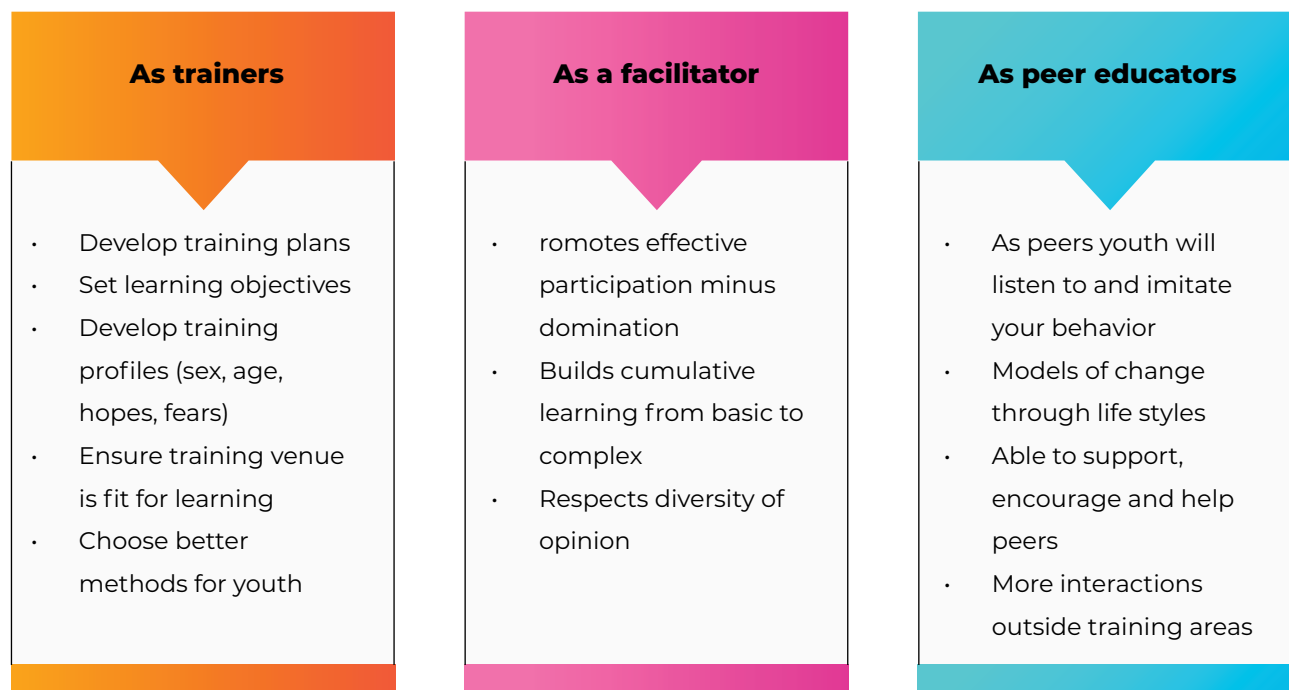 As trainers
• Develop training plans
• Set learning objectives
• Develop training
profiles (sex, age,
hopes, fears)
• Ensure training venue
is fit for learning
• Choose better
methods for youth
As a facilitator
• romotes effective
participation minus
domination
• Builds cumulative
learning from basic to
complex
• Respects diversity of
opinion
As peer educators
• As peers youth will
listen to and imitate
your behavior
• Models of change
through life styles
• Able to support,
encourage and help
peers
• More interactions
outside training areas